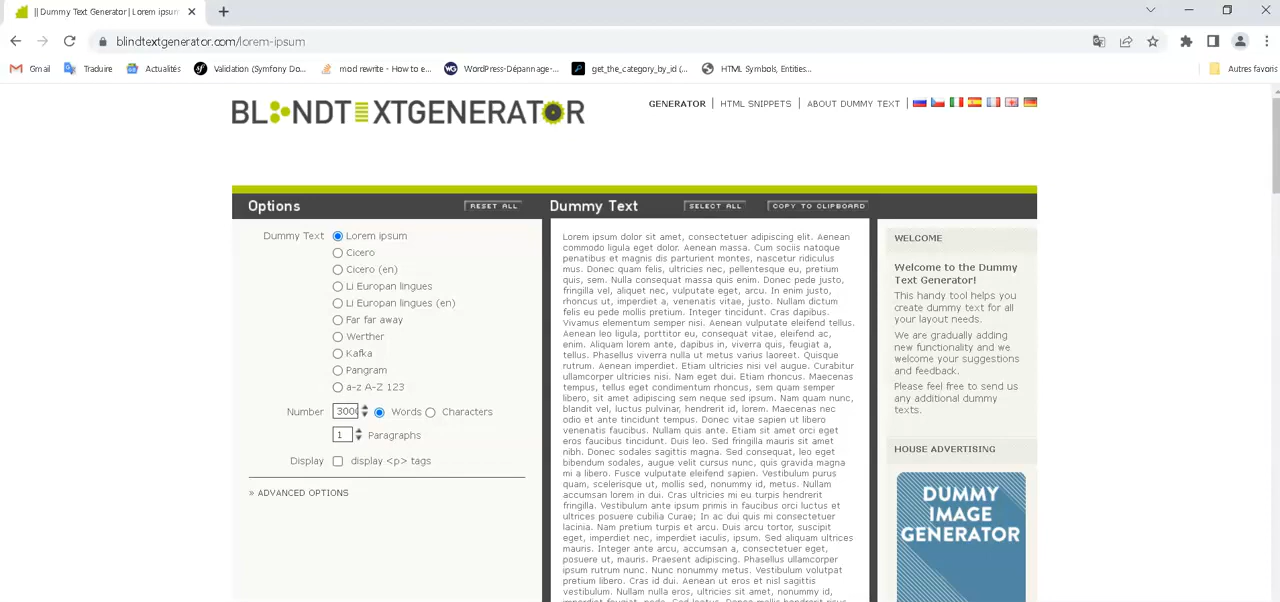 || Dummy Text Generator | Lorem ipsum
blindtextgenerator.com/lorem-ipsum
Gmail Traduire Actualités Validation (Symfony Do... mod rewrite - How to e... WordPress-Dépannage-... get_the_category_by_id (... HTML Symbols, Entities... Autres favoris
BLINDTEXTGENERATOR
GENERATOR | HTML SNIPPETS | ABOUT DUMMY TEXT |
Options RESET ALL
Dummy Text Lorem ipsum
Cicero
Cicero (en)
Li Europan lingues
Li Europan lingues (en)
Far far away
Werther
Kafka
Pangram
a-z A-Z 123
Number 3000 Words Characters
1 Paragraphs
Display display <p> tags
» ADVANCED OPTIONS
Dummy Text SELECT ALL COPY TO CLIPBOARD
Lorem ipsum dolor sit amet, consectetuer adipiscing elit. Aenean
commodo ligula eget dolor. Aenean massa. Cum sociis natoque
penatibus et magnis dis parturient montes, nascetur ridiculus
mus. Donec quam felis, ultricies nec, pellentesque eu, pretium
quis, sem. Nulla consequat massa quis enim. Donec pede justo,
fringilla vel, aliquet nec, vulputate eget, arcu. In enim justo,
rhoncus ut, imperdiet a, venenatis vitae, justo. Nullam dictum
felis eu pede mollis pretium. Integer tincidunt. Cras dapibus.
Vivamus elementum semper nisi. Aenean vulputate eleifend tellus.
Aenean leo ligula, porttitor eu, consequat vitae, eleifend ac,
enim. Aliquam lorem ante, dapibus in, viverra quis, feugiat a,
tellus. Phasellus viverra nulla ut metus varius laoreet. Quisque
rutrum. Aenean imperdiet. Etiam ultricies nisi vel augue. Curabitur
ullamcorper ultricies nisi. Nam eget dui. Etiam rhoncus. Maecenas
tempus, tellus eget condimentum rhoncus, sem quam semper
libero, sit amet adipiscing sem neque sed ipsum. Nam quam nunc,
blandit vel, luctus pulvinar, hendrerit id, lorem. Maecenas nec
odio et ante tincidunt tempus. Donec vitae sapien ut libero
venenatis faucibus. Nullam quis ante. Etiam sit amet orci eget
eros faucibus tincidunt. Duis leo. Sed fringilla mauris sit amet
nibh. Donec sodales sagittis magna. Sed consequat, leo eget
bibendum sodales, augue velit cursus nunc, quis gravida magna
mi a libero. Fusce vulputate eleifend sapien. Vestibulum purus
quam, scelerisque ut, mollis sed, nonummy id, metus. Nullam
accumsan lorem in dui. Cras ultricies mi eu turpis hendrerit
fringilla. Vestibulum ante ipsum primis in faucibus orci luctus et
ultrices posuere cubilia Curae; In ac dui quis mi consectetuer
lacinia. Nam pretium turpis et arcu. Duis arcu tortor, suscipit
eget, imperdiet nec, imperdiet iaculis, ipsum. Sed aliquam ultrices
mauris. Integer ante arcu, accumsan a, consectetuer eget,
posuere ut, mauris. Praesent adipiscing. Phasellus ullamcorper
ipsum rutrum nunc. Nunc nonummy metus. Vestibulum volutpat
pretium libero. Cras id dui. Aenean ut eros et nisl sagittis
vestibulum. Nullam nulla eros, ultricies sit amet, nonummy id,
WELCOME
Welcome to the Dummy
Text Generator!
This handy tool helps you
create dummy text for all
your layout needs.
We are gradually adding
new functionality and we
welcome your suggestions
and feedback.
Please feel free to send us
any additional dummy
texts.
HOUSE ADVERTISING
DUMMY
IMAGE
GENERATOR